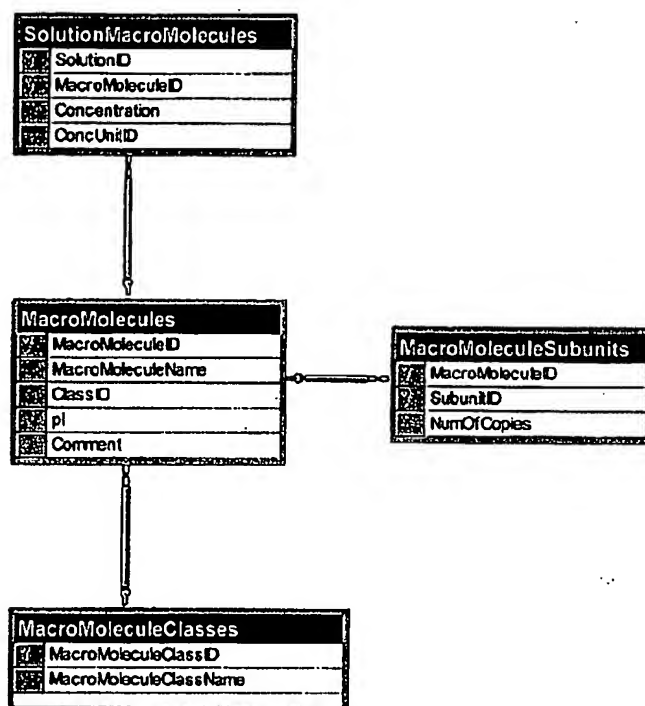 SolutionMacroMolecules
SolutionID
MacroMoleculeID
Concentration
ConcUnitID
MacroMolecules
MacroMoleculeID
MacroMoleculeName
ClassID
pI
Comment
MacroMoleculeSubunits
MacroMoleculeID
SubunitID
NumOfCopies
MacroMoleculeClasses
MacroMoleculeClassID
MacroMoleculeClassName